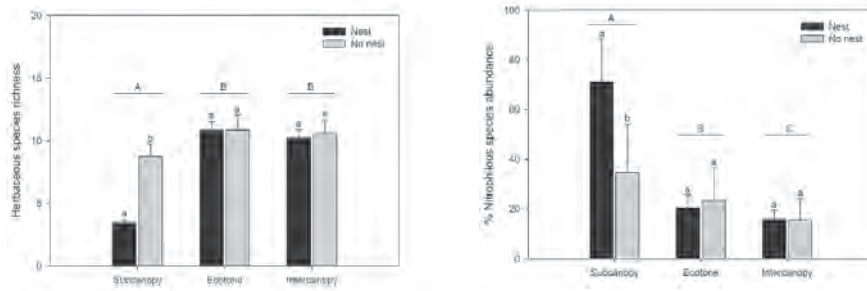 20
15
10
5
0
Herbaceous species richness
Nest
No nest
A
B
B
a
b
a
a
a
a
Subcanopy
Ecotone
Intercanopy
100
80
60
40
20
0
% Nitrophilous species abundance
Nest
No nest
A
B
C
a
b
a
a
a
a
Subcanopy
Ecotone
Intercanopy